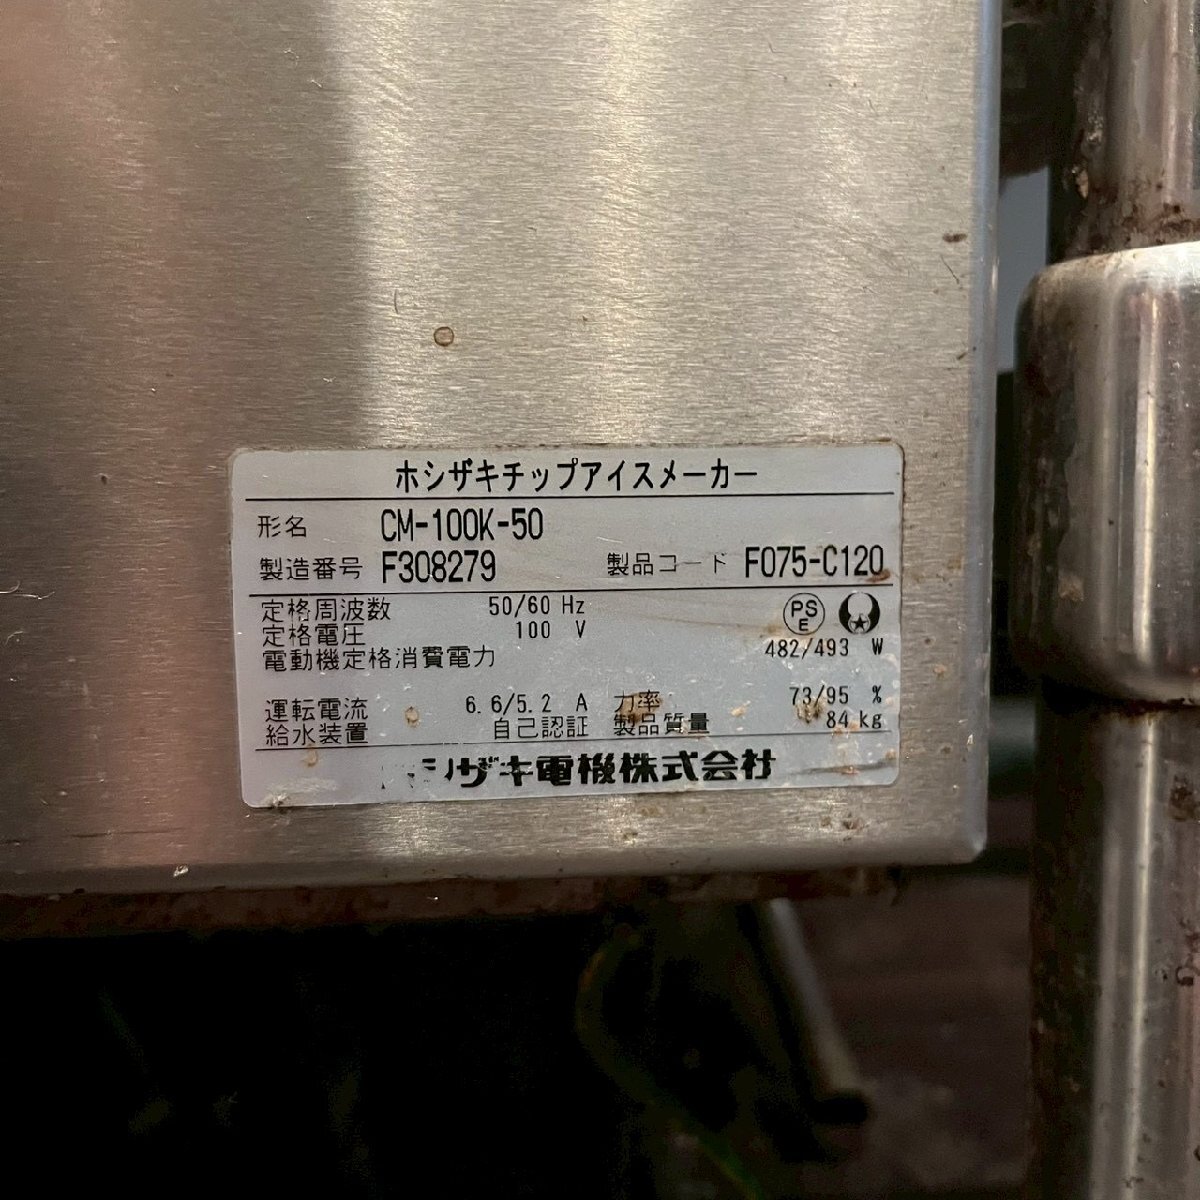 ホシザキチップアイスメーカー
形名 CM-100K-50
製造番号 F308279 製品コード F075-C120
定格周波数 50/60 Hz PS E
定格電圧 100 V
電動機定格消費電力 482/493 W
運転電流 6.6/5.2 A 力率 73/95 %
給水装置 自己認証 製品質量 84 kg
シザキ電機株式会社